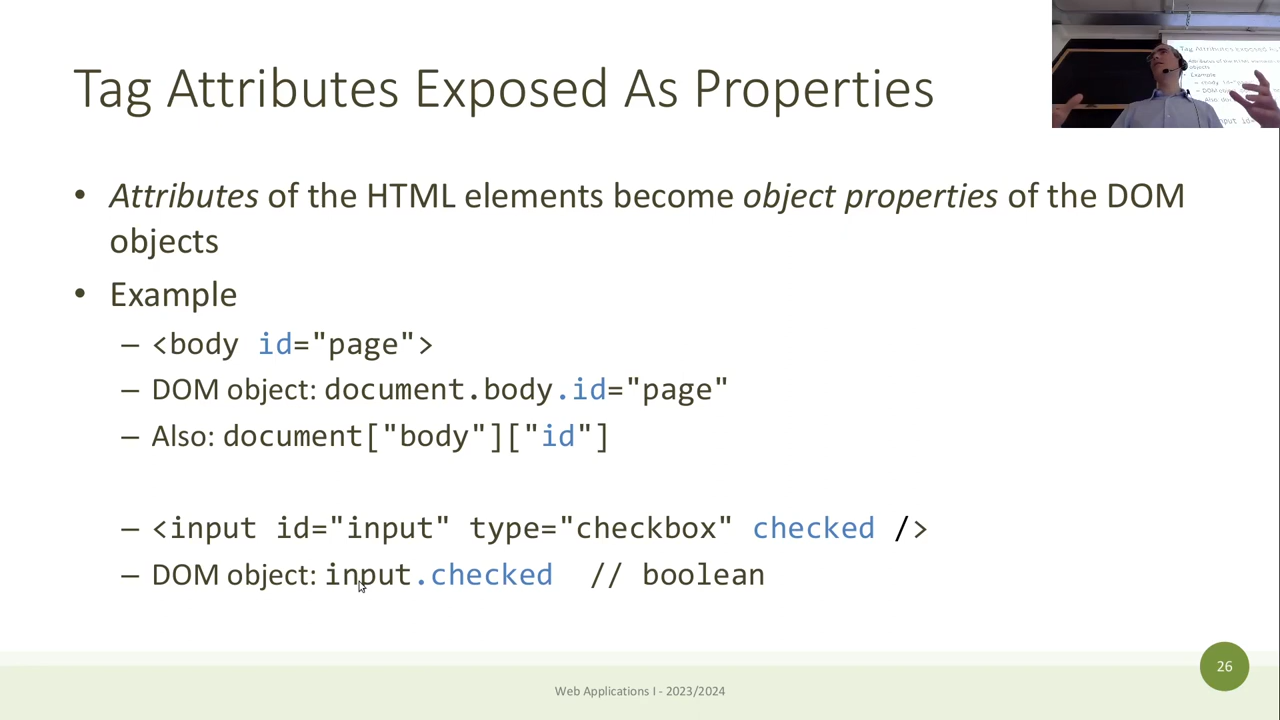 Tag Attributes Exposed As Properties
• Attributes of the HTML elements become object properties of the DOM
objects
• Example
– <body id="page">
– DOM object: document.body.id="page"
– Also: document["body"]["id"]
– <input id="input" type="checkbox" checked />
– DOM object: input.checked // boolean
26
Web Applications I - 2023/2024